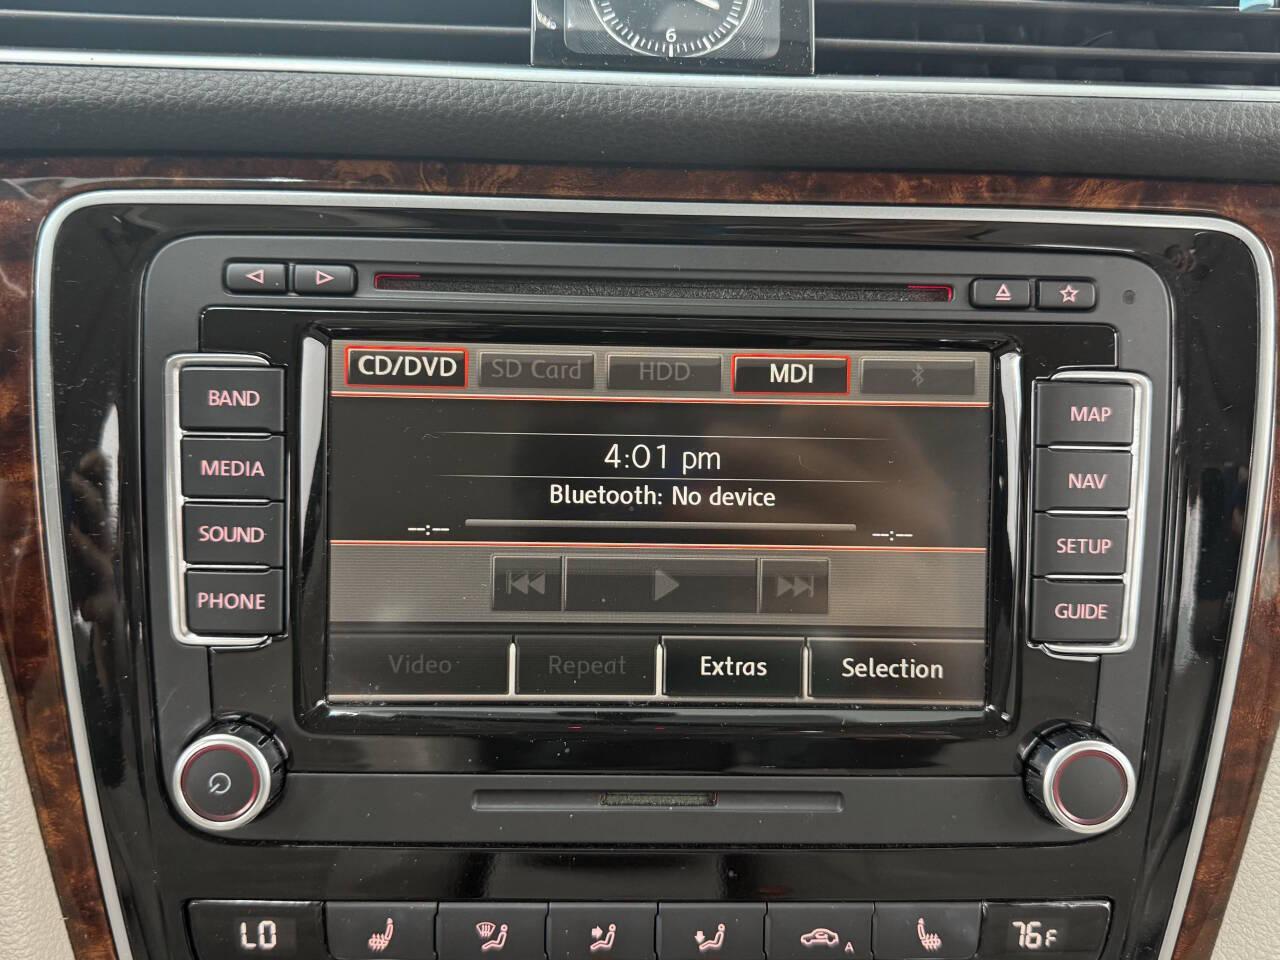 6
CD/DVD SD Card HDD MDI
BAND
MEDIA
SOUND
PHONE
4:01 pm
Bluetooth: No device
--:-- --:--
Video Repeat Extras Selection
MAP
NAV
SETUP
GUIDE
LO
A
76F